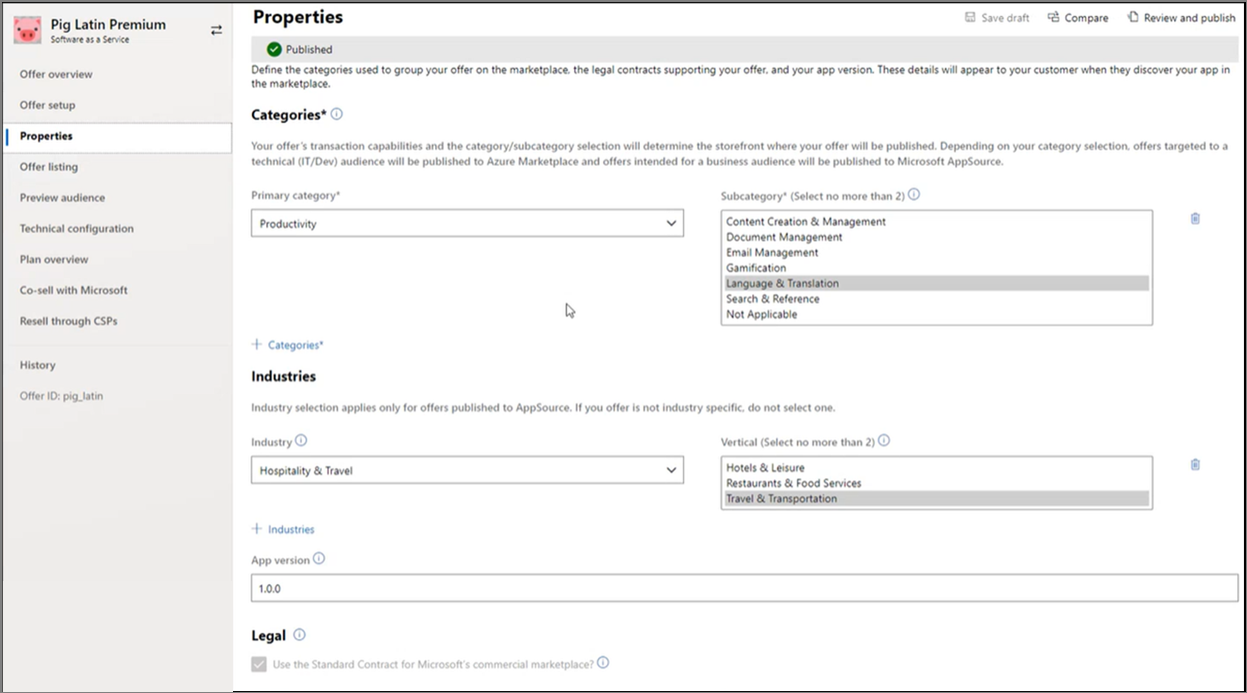 Pig Latin Premium
Software as a Service
Offer overview
Offer setup
Properties
Offer listing
Preview audience
Technical configuration
Plan overview
Co-sell with Microsoft
Resell through CSPs
History
Offer ID: pig_latin
Properties
Save draft
Compare
Review and publish
Published
Define the categories used to group your offer on the marketplace, the legal contracts supporting your offer, and your app version. These details will appear to your customer when they discover your app in
the marketplace.
Categories*
Your offer's transaction capabilities and the category/subcategory selection will determine the storefront where your offer will be published. Depending on your category selection, offers targeted to a
technical (IT/Dev) audience will be published to Azure Marketplace and offers intended for a business audience will be published to Microsoft AppSource.
Primary category*
Productivity
Subcategory* (Select no more than 2)
Content Creation & Management
Document Management
Email Management
Gamification
Language & Translation
Search & Reference
Not Applicable
+ Categories*
Industries
Industry selection applies only for offers published to AppSource. If you offer is not industry specific, do not select one.
Industry
Hospitality & Travel
Vertical (Select no more than 2)
Hotels & Leisure
Restaurants & Food Services
Travel & Transportation
+ Industries
App version
1.0.0
Legal
Use the Standard Contract for Microsoft's commercial marketplace?